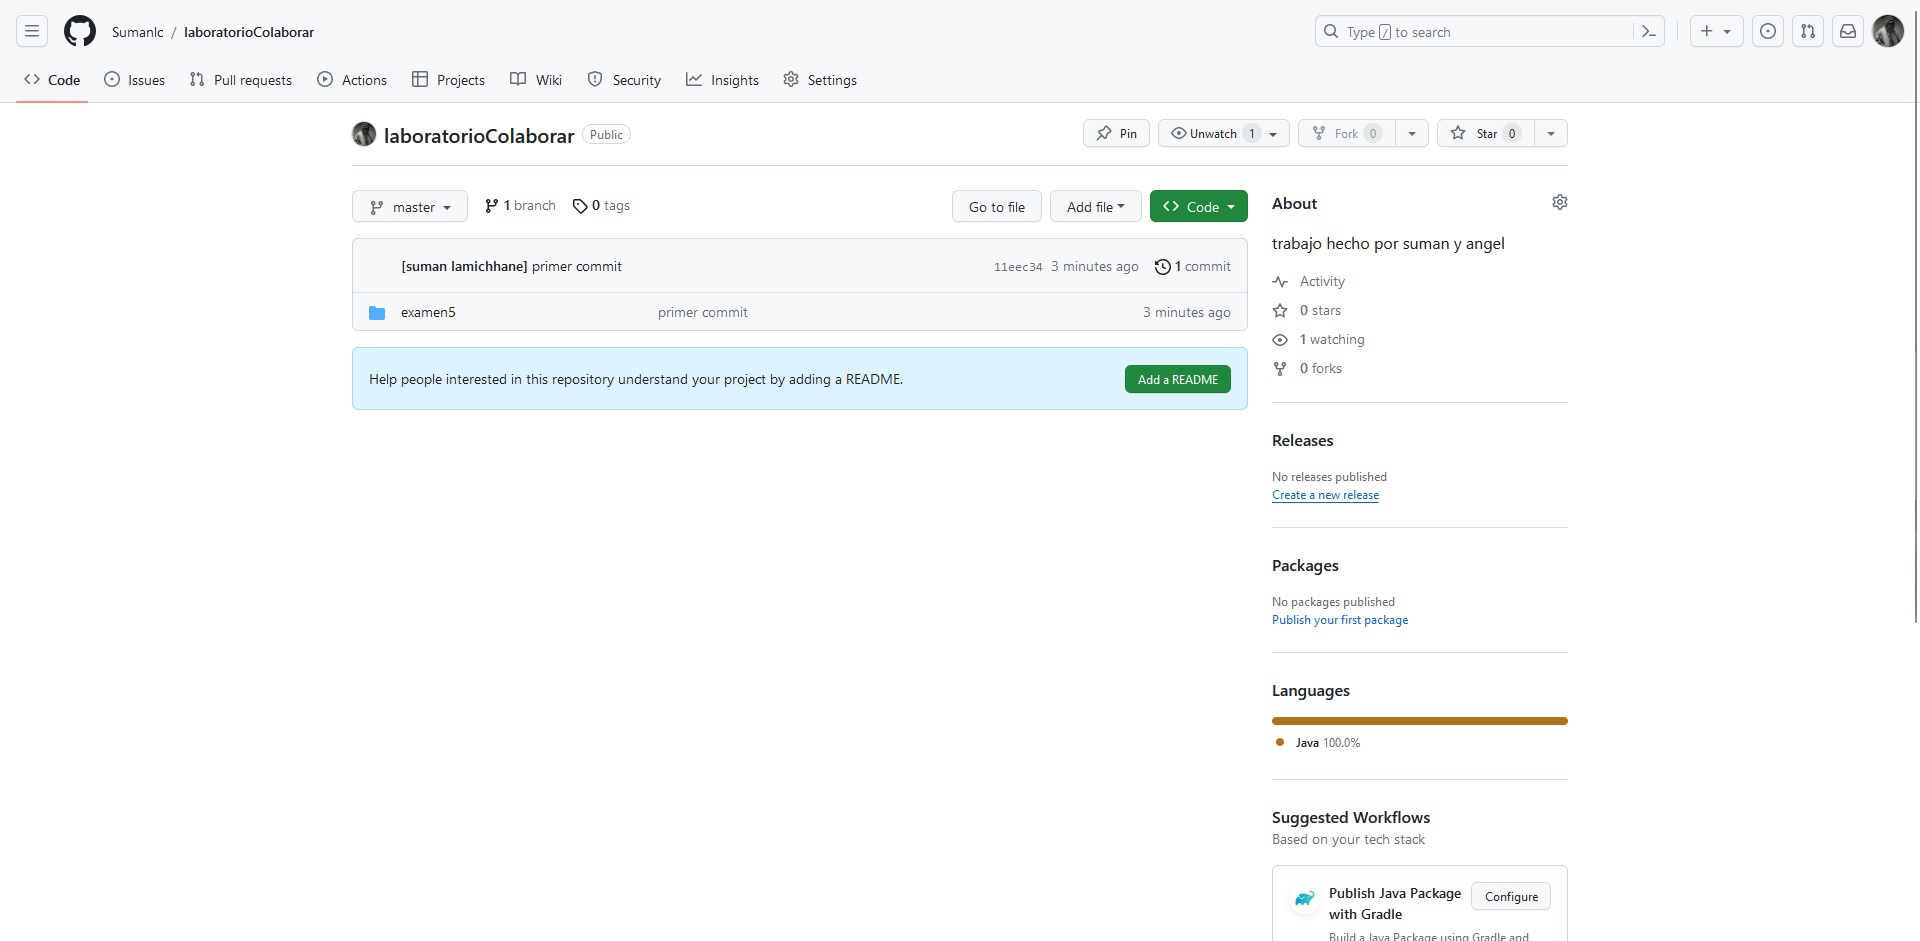 Sumanlc / laboratorioColaborar
Type / to search
Code Issues Pull requests Actions Projects Wiki Security Insights Settings
laboratorioColaborar Public
Pin Unwatch 1 Fork 0 Star 0
master 1 branch 0 tags Go to file Add file Code
[suman lamichhane] primer commit 11eec34 3 minutes ago 1 commit
examen5 primer commit 3 minutes ago
Help people interested in this repository understand your project by adding a README. Add a README
About
trabajo hecho por suman y angel
Activity
0 stars
1 watching
0 forks
Releases
No releases published
Create a new release
Packages
No packages published
Publish your first package
Languages
Java 100.0%
Suggested Workflows
Based on your tech stack
Publish Java Package
with Gradle
Configure
Build a Java Package using Gradle and